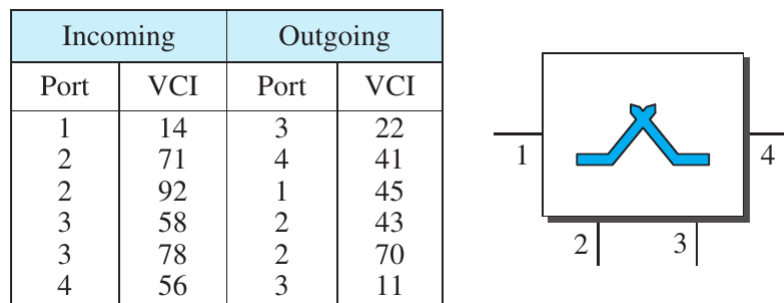 Incoming Outgoing
Port VCI Port VCI
1 14 3 22
2 71 4 41
2 92 1 45
3 58 2 43
3 78 2 70
4 56 3 11
1 4
2 3